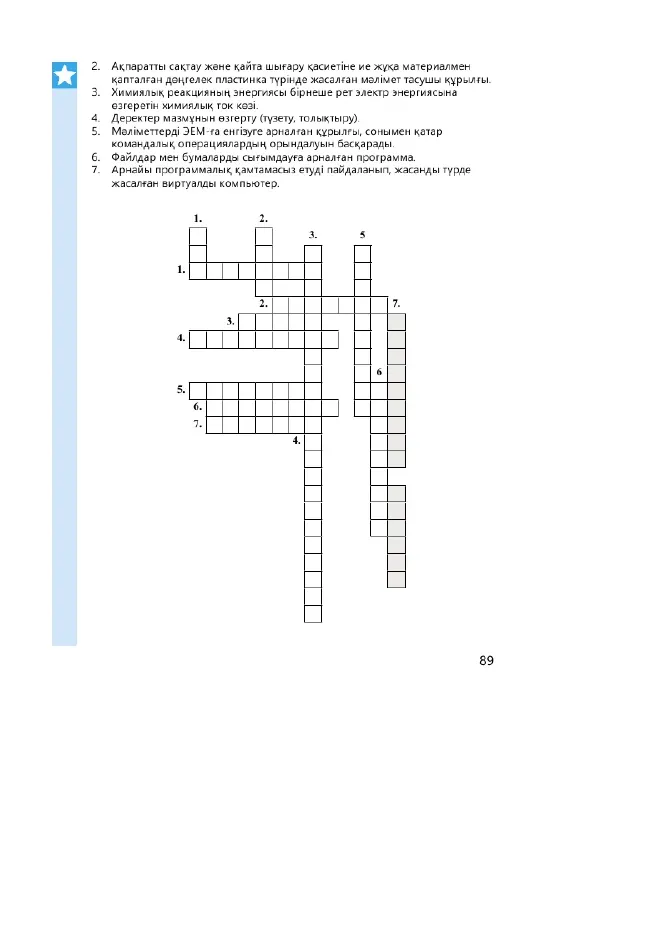 2. Ақпаратты сақтау және қайта шығару қасиетіне ие жұқа материалмен
қапталған дөңгелек пластинка түрінде жасалған мәлімет тасушы құрылғы.
3. Химиялық реакцияның энергиясы бірнеше рет электр энергиясына
өзгеретін химиялық ток көзі.
4. Деректер мазмұнын өзгерту (түзету, толықтыру).
5. Мәліметтерді ЭЕМ-ға енгізуге арналған құрылғы, сонымен қатар
командалық операциялардың орындалуын басқарады.
6. Файлдар мен бумаларды сығымдауға арналған программа.
7. Арнайы программалық қамтамасыз етуді пайдаланып, жасанды түрде
жасалған виртуалды компьютер.
1. 2.
3. 5
1.
2. 7.
3.
4.
6
5.
6.
7.
4.
89